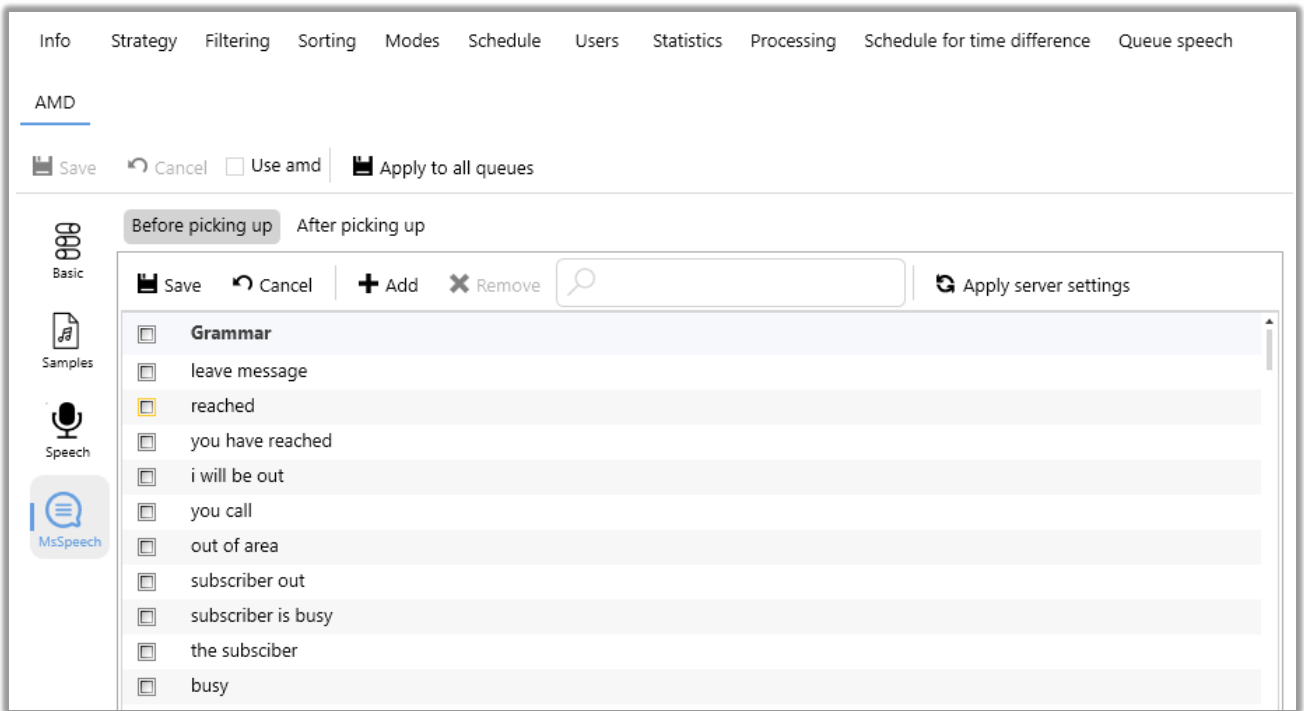 Info Strategy Filtering Sorting Modes Schedule Users Statistics Processing Schedule for time difference Queue speech
AMD
Save Cancel Use amd Apply to all queues
Before picking up After picking up
Basic
Samples
Speech
MsSpeech
Save Cancel Add Remove Apply server settings
Grammar
leave message
reached
you have reached
i will be out
you call
out of area
subscriber out
subscriber is busy
the subsciber
busy